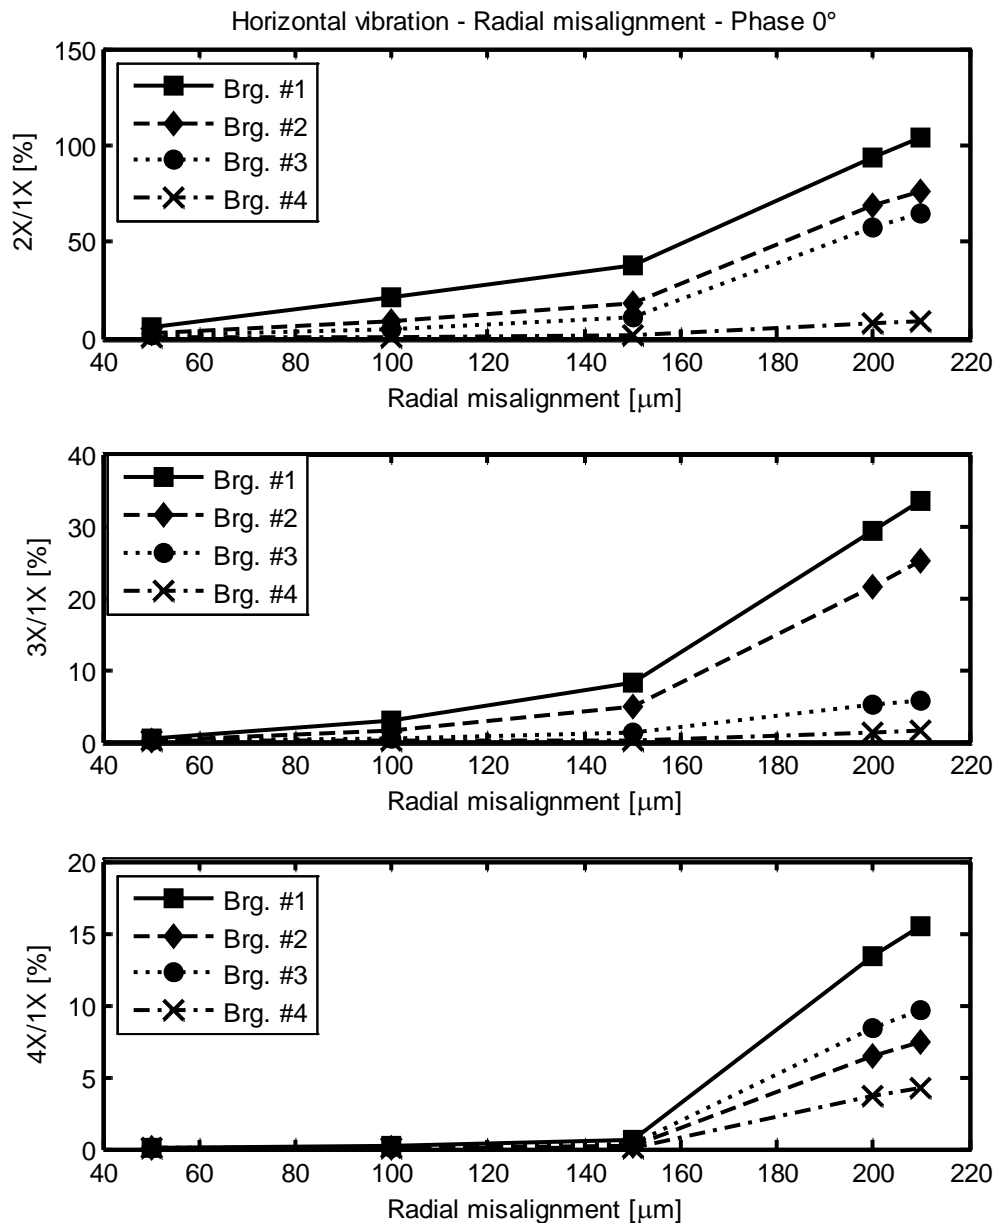 Horizontal vibration - Radial misalignment - Phase 0°
150
100
50
0
2X/1X [%]
Brg. #1
Brg. #2
Brg. #3
Brg. #4
40 60 80 100 120 140 160 180 200 220
Radial misalignment [μm]
40
30
20
10
0
3X/1X [%]
Brg. #1
Brg. #2
Brg. #3
Brg. #4
40 60 80 100 120 140 160 180 200 220
Radial misalignment [μm]
20
15
10
5
0
4X/1X [%]
Brg. #1
Brg. #2
Brg. #3
Brg. #4
40 60 80 100 120 140 160 180 200 220
Radial misalignment [μm]